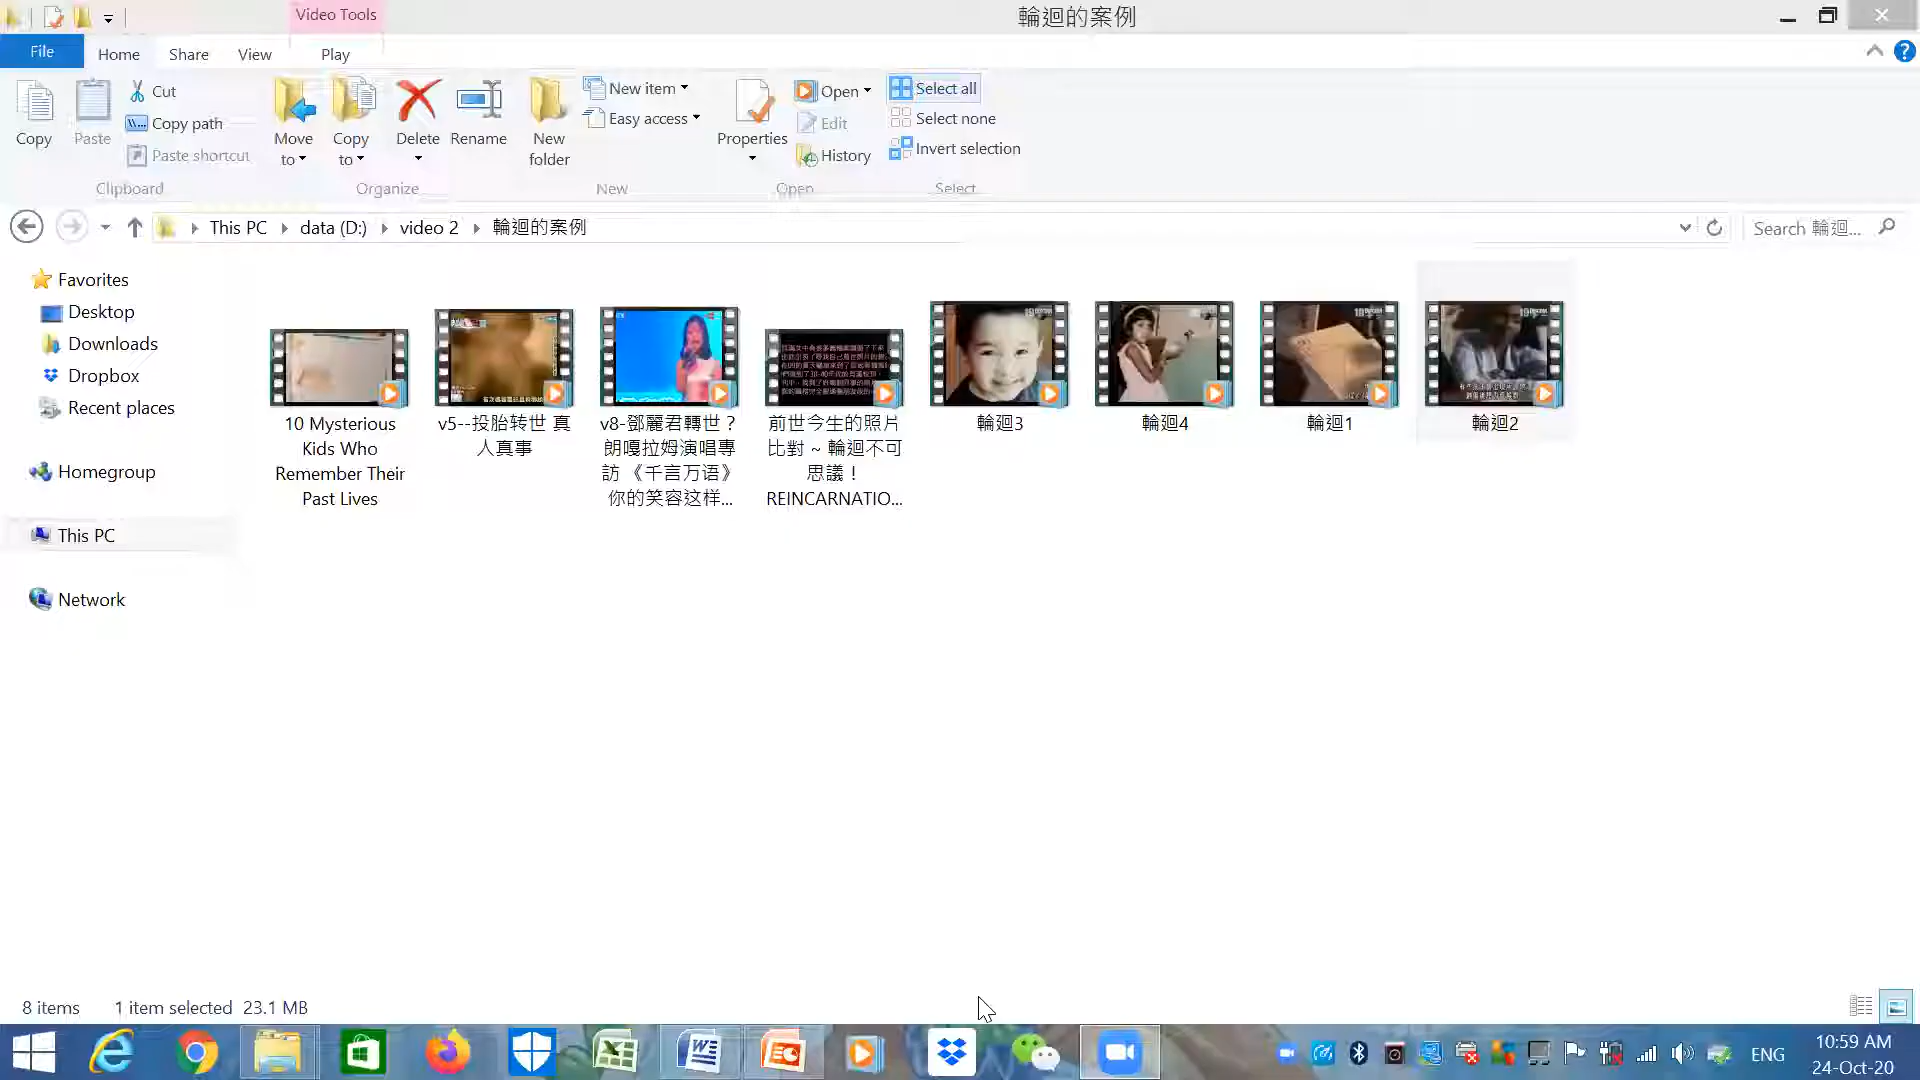 Video Tools
輪迴的案例
File
Home
Share
View
Play
Copy
Paste
Cut
Copy path
Paste shortcut
Clipboard
Move to
Copy to
Delete
Rename
Organize
New folder
New item
Easy access
New
Properties
Open
Edit
History
Open
Select all
Select none
Invert selection
Select
This PC
data (D:)
video 2
輪迴的案例
Search 輪迴...
Favorites
Desktop
Downloads
Dropbox
Recent places
Homegroup
This PC
Network
10 Mysterious
Kids Who
Remember Their
Past Lives
v5--投胎转世 真
人真事
v8-鄧麗君轉世？
朗嘎拉姆演唱專
訪 《千言万语》
你的笑容这样...
前世今生的照片
比對 ~ 輪迴不可
思議！
REINCARNATIO...
輪迴3
輪迴4
輪迴1
輪迴2
8 items
1 item selected 23.1 MB
ENG
10:59 AM
24-Oct-20